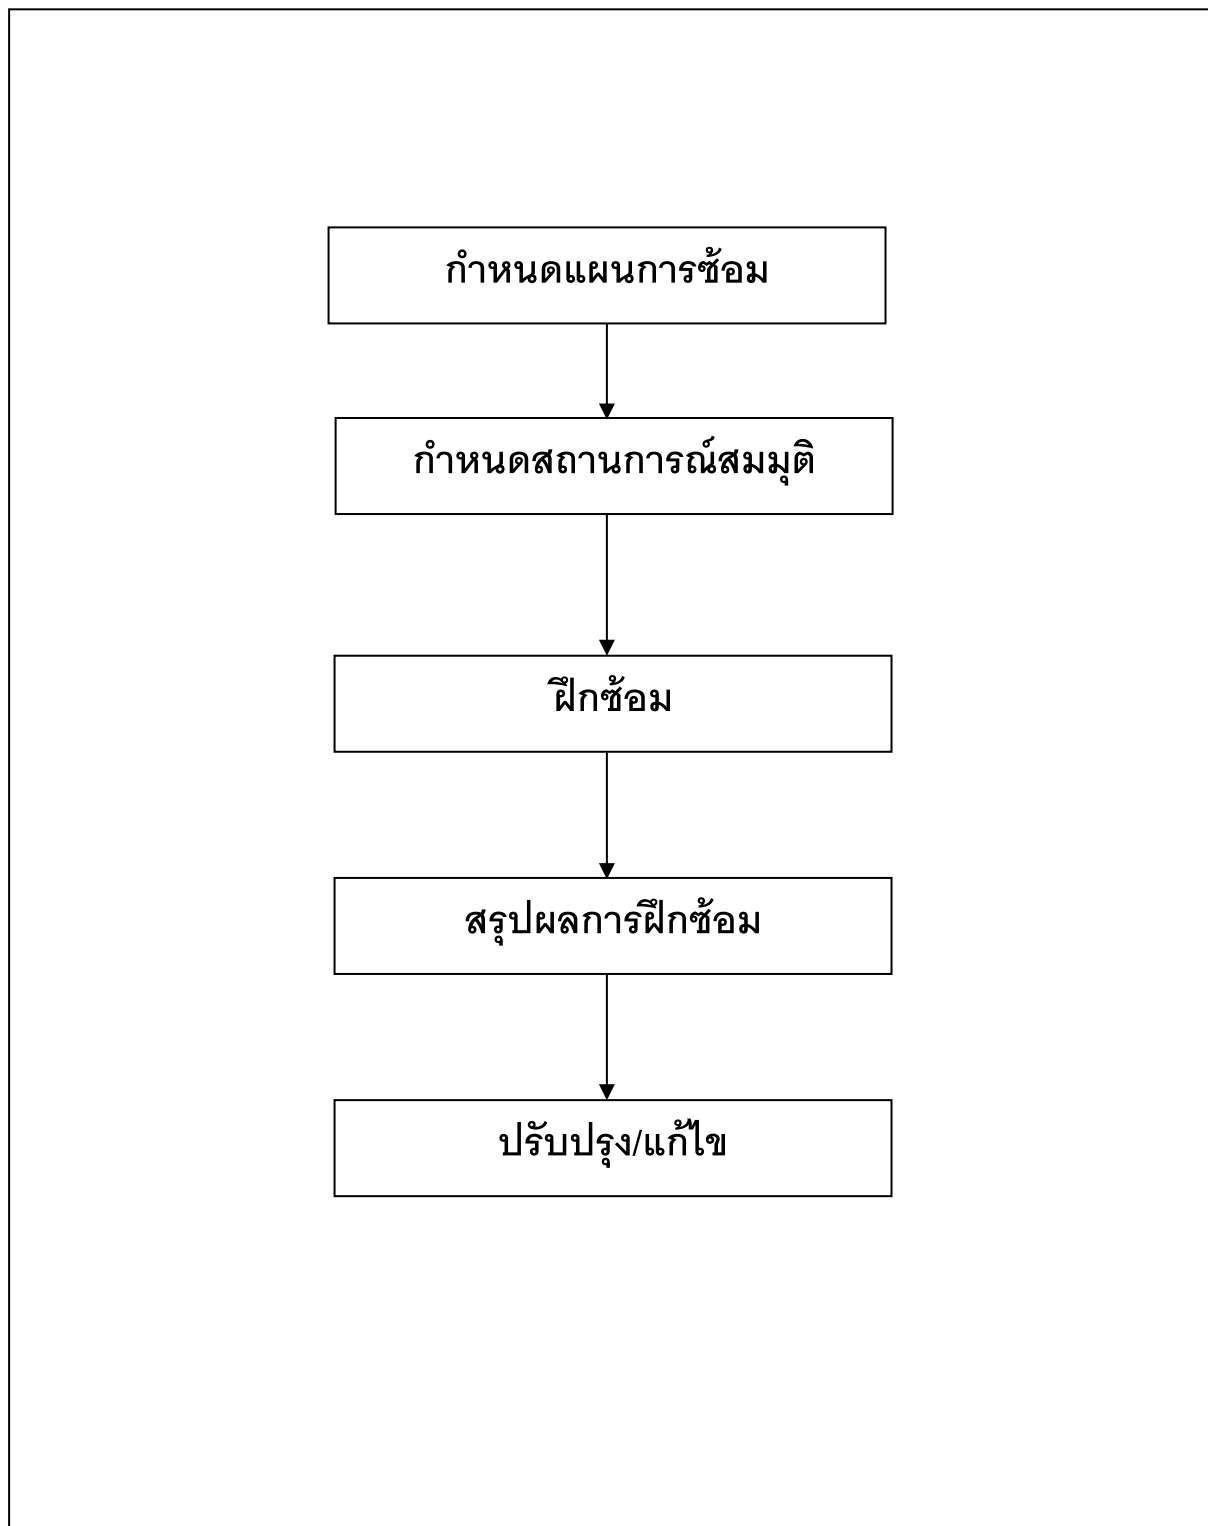 กำหนดแผนการซ้อม
กำหนดสถานการณ์สมมุติ
ฝึกซ้อม
สรุปผลการฝึกซ้อม
ปรับปรุง/แก้ไข